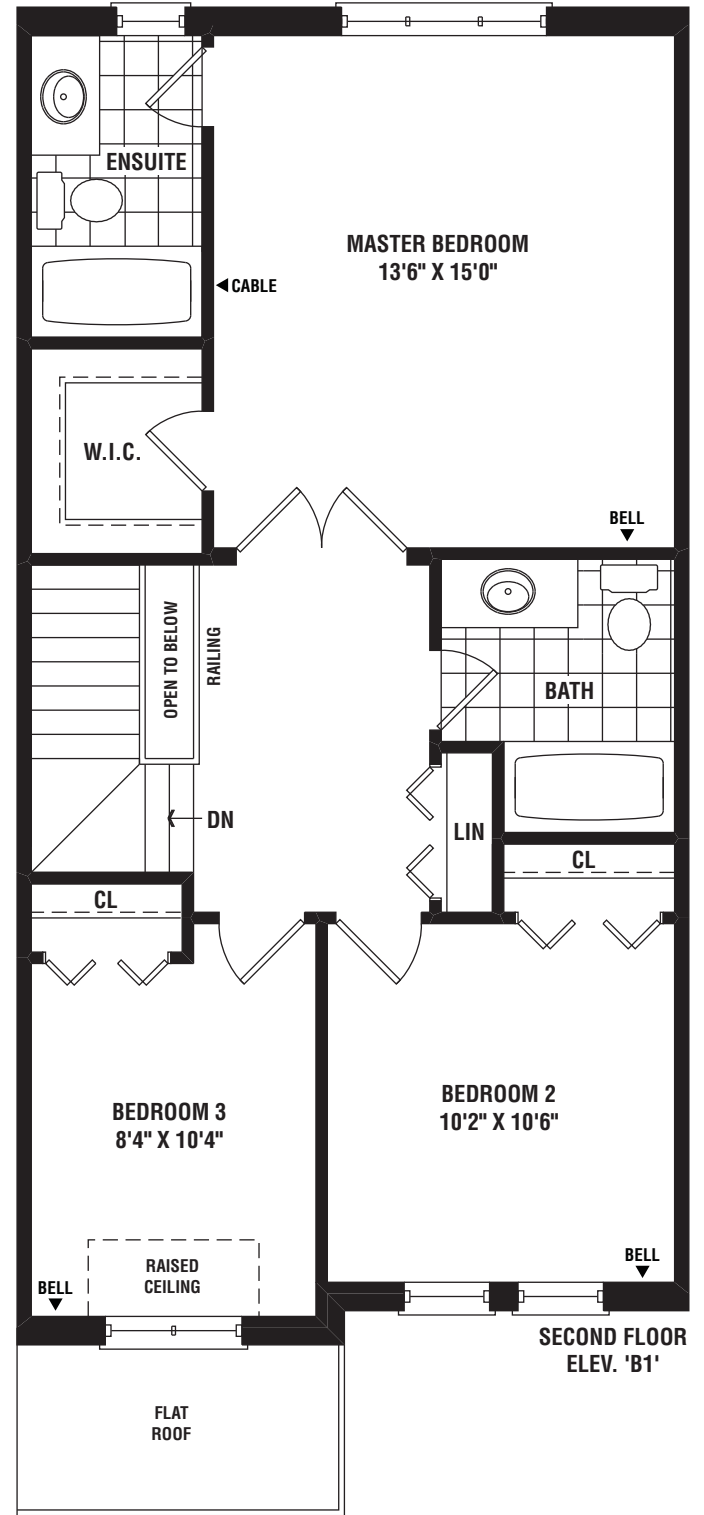 ENSUITE
MASTER BEDROOM
13'6" X 15'0"
CABLE
W.I.C.
BELL
OPEN TO BELOW
RAILING
BATH
DN
LIN
CL
CL
BEDROOM 2
10'2" X 10'6"
BEDROOM 3
8'4" X 10'4"
RAISED
CEILING
BELL
BELL
SECOND FLOOR
ELEV. 'B1'
FLAT
ROOF